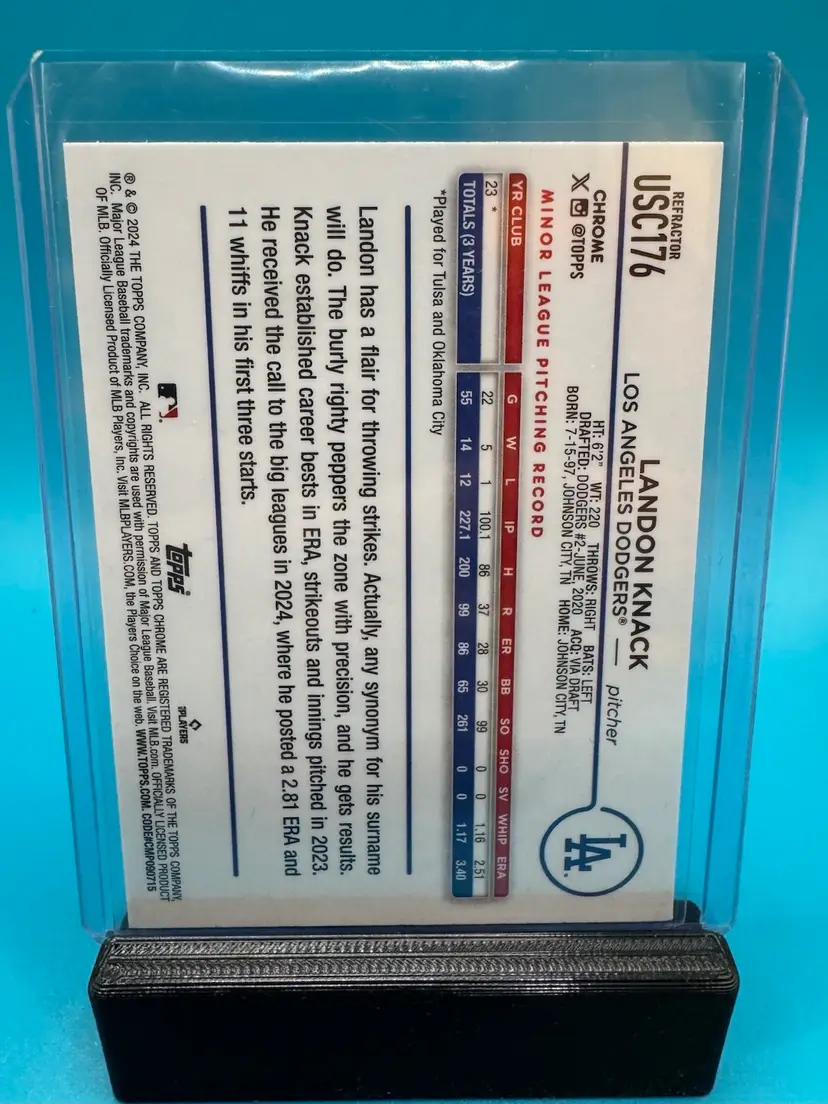 REFRACTOR
USC176
CHROME
X @TOPPS
LANDON KNACK
LOS ANGELES DODGERS® — pitcher
HT: 6'2" WT: 220 THROWS: RIGHT BATS: LEFT
DRAFTED: DODGERS #2-JUNE, 2020 ACQ: VIA DRAFT
BORN: 7-15-97, JOHNSON CITY, TN HOME: JOHNSON CITY, TN
LA
MINOR LEAGUE PITCHING RECORD
YR CLUB G W L IP H R ER BB SO SHO SV WHIP ERA
23 * 22 5 1 100.1 86 37 28 30 99 0 0 1.16 2.51
TOTALS (3 YEARS) 55 14 12 227.1 200 99 86 65 261 0 0 1.17 3.40
*Played for Tulsa and Oklahoma City
Landon has a flair for throwing strikes. Actually, any synonym for his surname
will do. The burly righty peppers the zone with precision, and he gets results.
Knack established career bests in ERA, strikeouts and innings pitched in 2023.
He received the call to the big leagues in 2024, where he posted a 2.81 ERA and
11 whiffs in his first three starts.
topps
PLAYERS
® & © 2024 THE TOPPS COMPANY, INC. ALL RIGHTS RESERVED. TOPPS AND TOPPS CHROME ARE REGISTERED TRADEMARKS OF THE TOPPS COMPANY,
INC. Major League Baseball trademarks and copyrights are used with permission of Major League Baseball. Visit MLB.com. OFFICIALLY LICENSED PRODUCT
OF MLB. Officially Licensed Product of MLB Players, Inc. Visit MLBPLAYERS.COM, the Players Choice on the web. WWW.TOPPS.COM. CODE#CMP090715